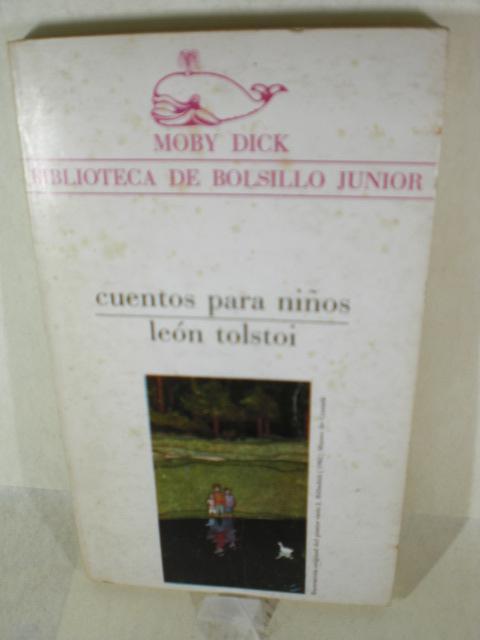 MOBY DICK
BIBLIOTECA DE BOLSILLO JUNIOR
cuentos para niños
león tolstoi